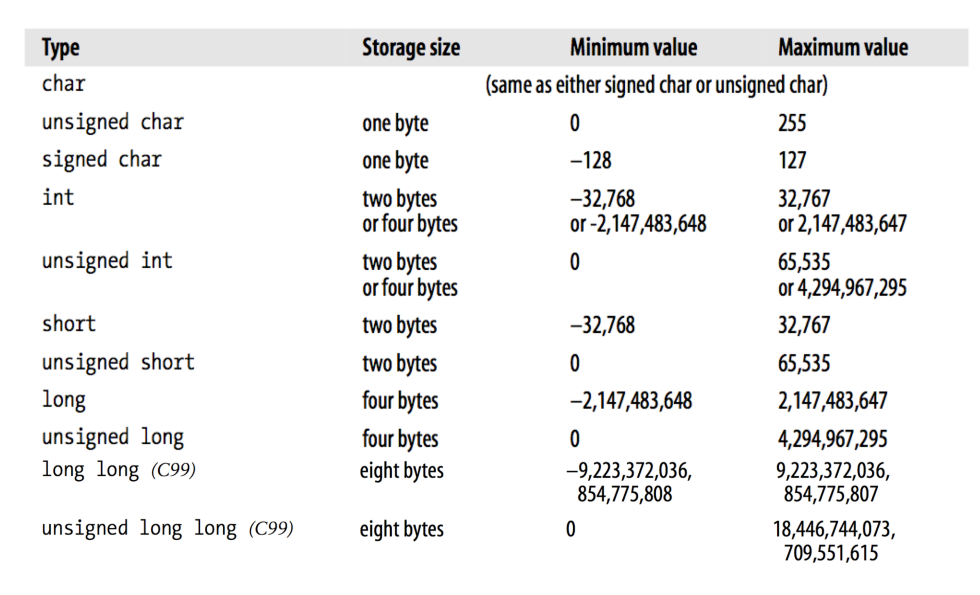 Type Storage size Minimum value Maximum value
char (same as either signed char or unsigned char)
unsigned char one byte 0 255
signed char one byte –128 127
int two bytes –32,768 32,767
or four bytes or -2,147,483,648 or 2,147,483,647
unsigned int two bytes 0 65,535
or four bytes or 4,294,967,295
short two bytes –32,768 32,767
unsigned short two bytes 0 65,535
long four bytes –2,147,483,648 2,147,483,647
unsigned long four bytes 0 4,294,967,295
long long (C99) eight bytes –9,223,372,036, 9,223,372,036,
854,775,808 854,775,807
unsigned long long (C99) eight bytes 0 18,446,744,073,
709,551,615